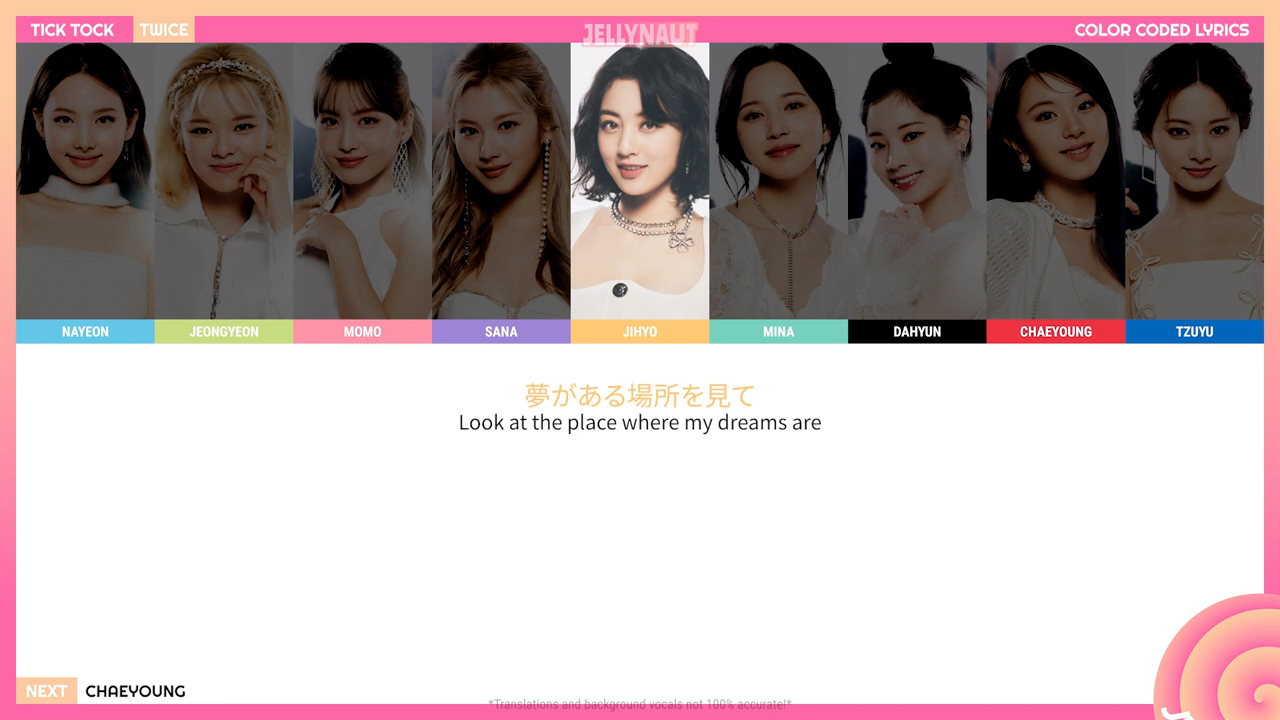 TICK TOCK TWICE JELLYNAUT COLOR CODED LYRICS
NAYEON JEONGYEON MOMO SANA JIHYO MINA DAHYUN CHAEYOUNG TZUYU
夢がある場所を見て
Look at the place where my dreams are
NEXT CHAEYOUNG
*Translations and background vocals not 100% accurate!*